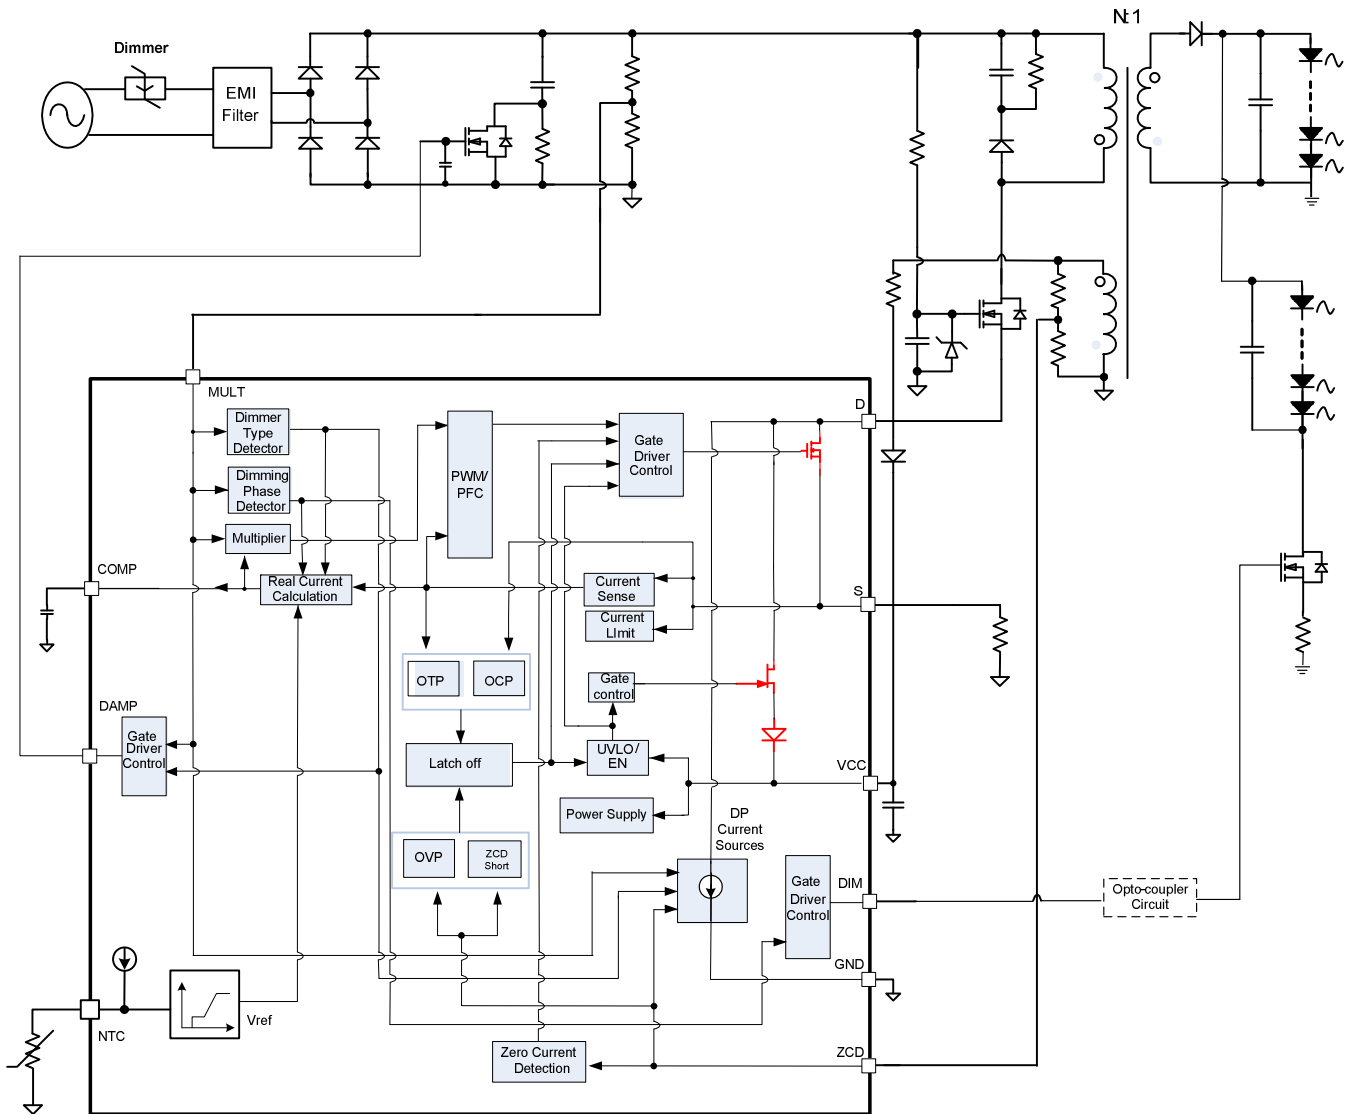 N:1
Dimmer
EMI
Filter
MULT
Dimmer
Type
Detector
Dimming
Phase
Detector
Multiplier
PWM/
PFC
Gate
Driver
Control
D
COMP
Real Current
Calculation
Current
Sense
Current
LImit
S
OTP
OCP
Gate
control
DAMP
Gate
Driver
Control
Latch off
UVLO/
EN
VCC
Power Supply
DP
Current
Sources
OVP
ZCD
Short
Gate
Driver
Control
DIM
Opto-coupler
Circuit
GND
Vref
NTC
Zero Current
Detection
ZCD